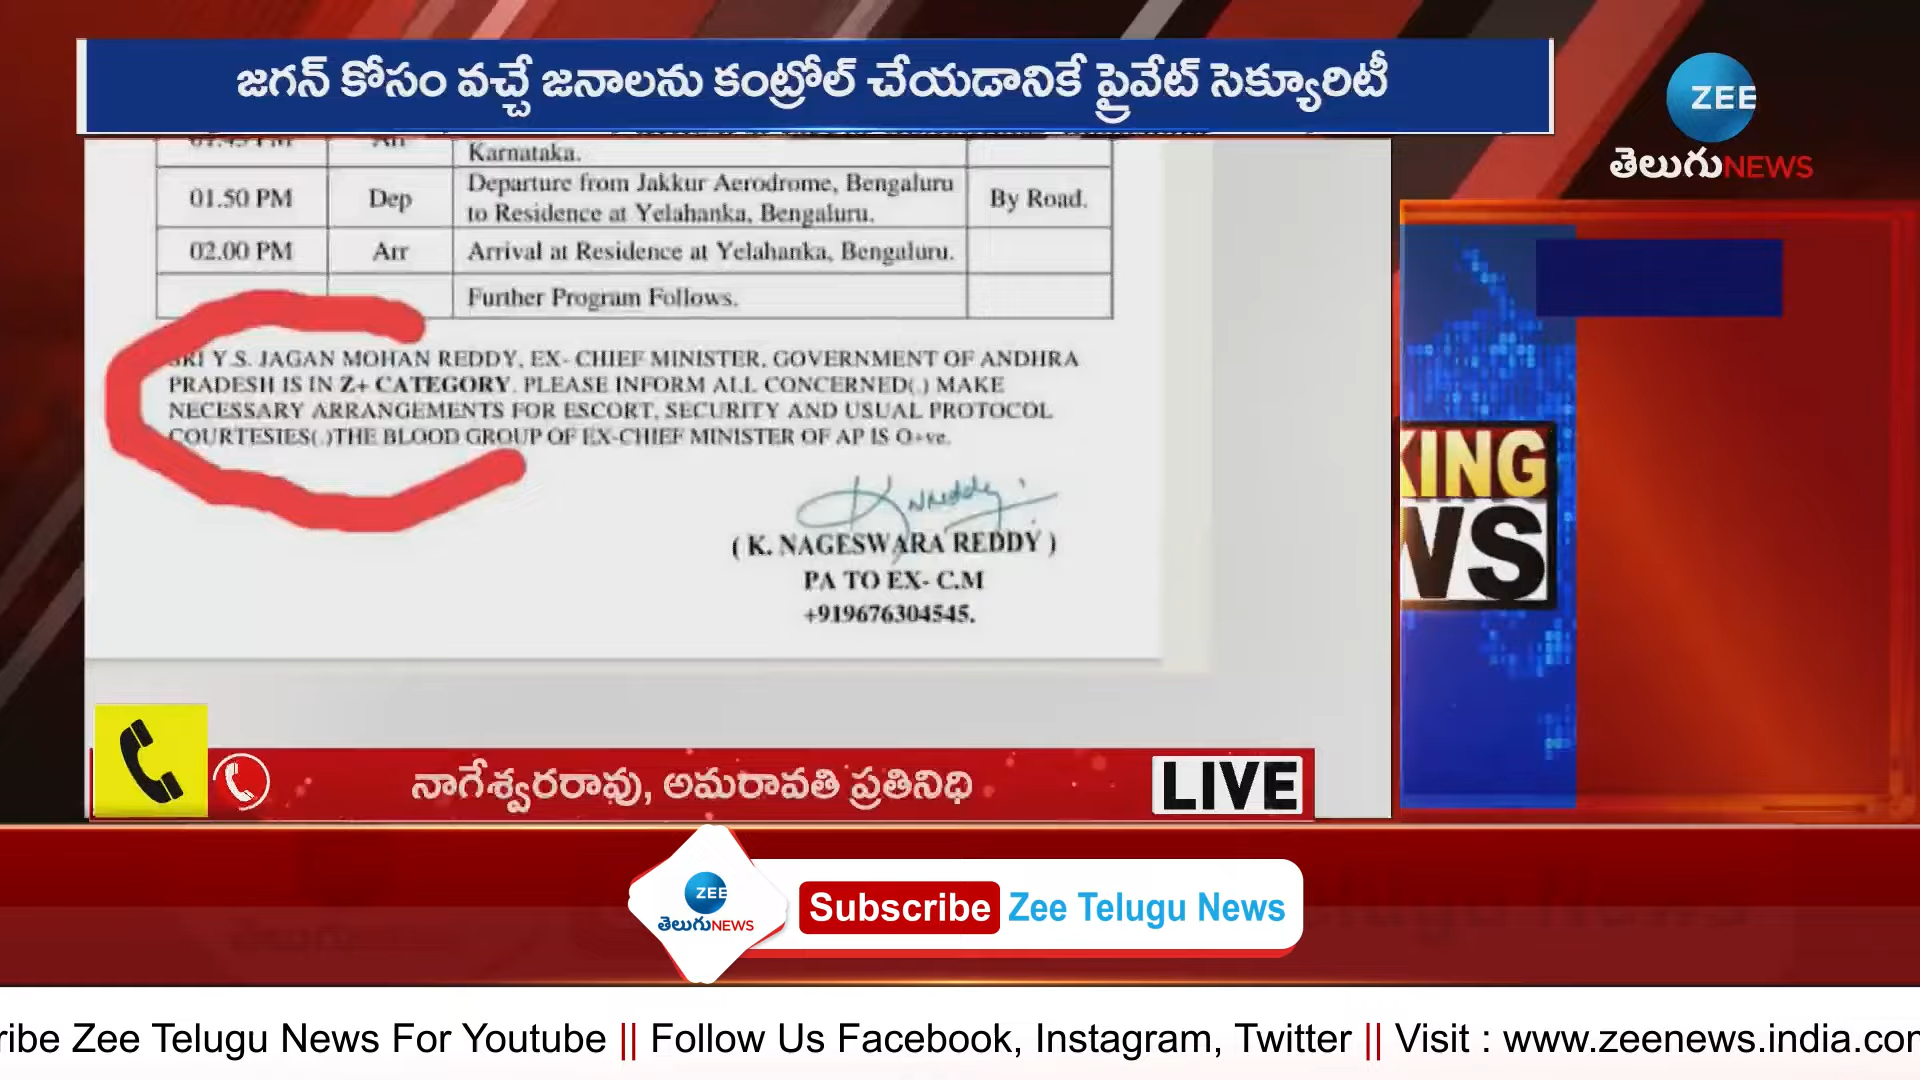 జగన్ కోసం వచ్చే జనాలను కంట్రోల్ చేయడానికే ప్రైవేట్ సెక్యూరిటీ
ZEE
తెలుగు NEWS
Karnataka.
01.50 PM Dep Departure from Jakkur Aerodrome, Bengaluru to Residence at Yelahanka, Bengaluru. By Road.
02.00 PM Arr Arrival at Residence at Yelahanka, Bengaluru.
Further Program Follows.
SRI Y.S. JAGAN MOHAN REDDY, EX- CHIEF MINISTER, GOVERNMENT OF ANDHRA
PRADESH IS IN Z+ CATEGORY. PLEASE INFORM ALL CONCERNED(.) MAKE
NECESSARY ARRANGEMENTS FOR ESCORT, SECURITY AND USUAL PROTOCOL
COURTESIES(.)THE BLOOD GROUP OF EX-CHIEF MINISTER OF AP IS O+ve.
( K. NAGESWARA REDDY )
PA TO EX- C.M
+919676304545.
KING
WS
నాగేశ్వరరావు, అమరావతి ప్రతినిధి
LIVE
ZEE
తెలుగు NEWS
Subscribe Zee Telugu News
ribe Zee Telugu News For Youtube || Follow Us Facebook, Instagram, Twitter || Visit : www.zeenews.india.con